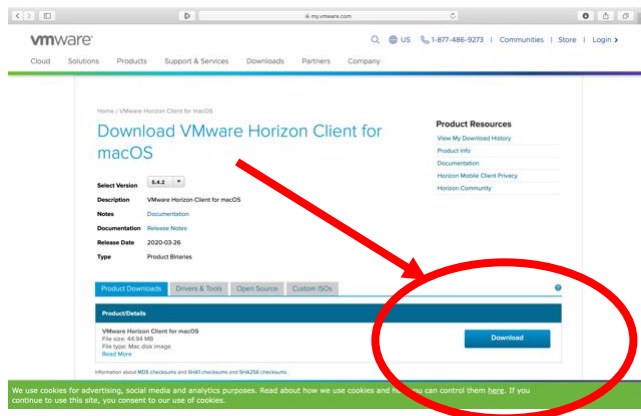 my.vmware.com
vmware
US 1-877-486-9273 | Communities | Store | Login >
Cloud Solutions Products Support & Services Downloads Partners Company
Home / VMware Horizon Client for macOS
Download VMware Horizon Client for
macOS
Product Resources
View My Download History
Product Info
Documentation
Horizon Mobile Client Privacy
Horizon Community
Select Version 5.4.2
Description VMware Horizon Client for macOS
Notes Documentation
Documentation Release Notes
Release Date 2020-03-26
Type Product Binaries
Product Downloads Drivers & Tools Open Source Custom ISOs
Product/Details
VMware Horizon Client for macOS
File size: 44.94 MB
File type: Mac disk image
Read More
Download
Information about MD5 checksums and SHA1 checksums and SHA256 checksums.
We use cookies for advertising, social media and analytics purposes. Read about how we use cookies and how you can control them here. If you
continue to use this site, you consent to our use of cookies.